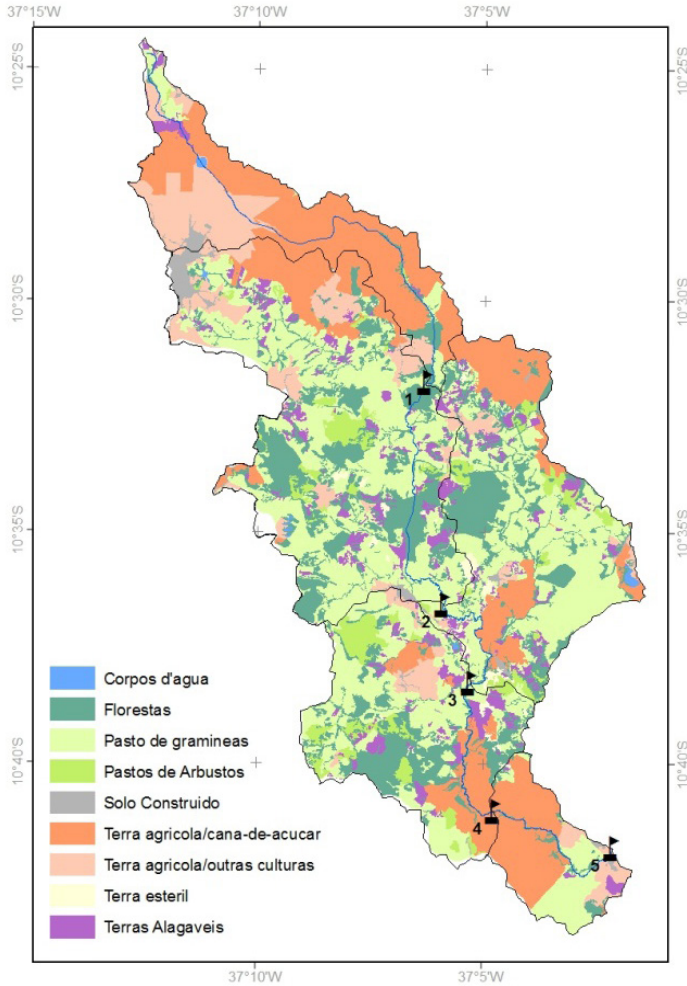 37°15'W
37°10'W
37°5'W
10°25'S
10°25'S
10°30'S
10°30'S
1
10°35'S
10°35'S
2
3
10°40'S
10°40'S
4
5
Corpos d'agua
Florestas
Pasto de gramineas
Pastos de Arbustos
Solo Construido
Terra agricola/cana-de-acucar
Terra agricola/outras culturas
Terra esteril
Terras Alagaveis
37°10'W
37°5'W